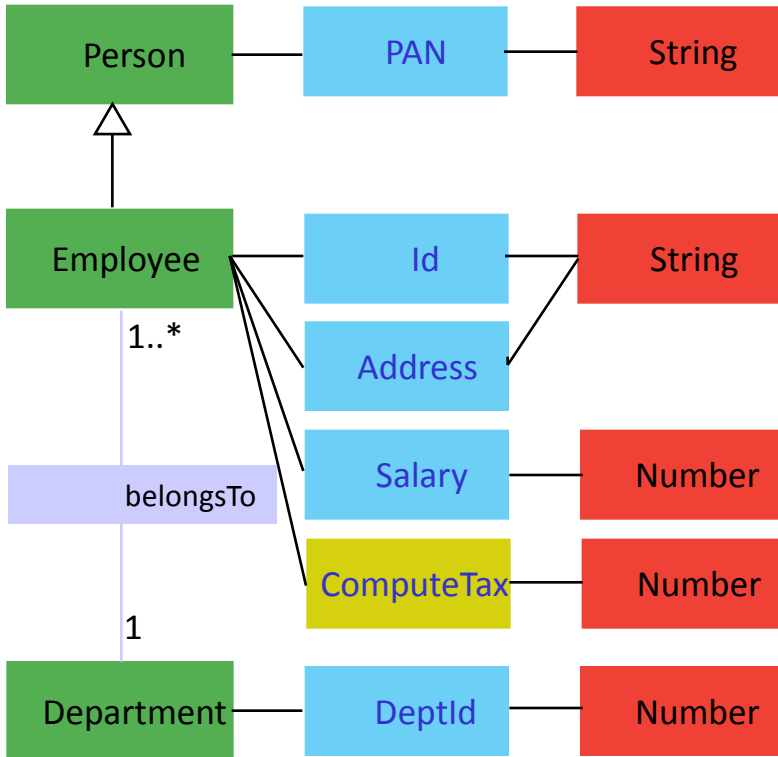 Person
PAN
String
Employee
Id
String
1..*
Address
Salary
Number
belongsTo
ComputeTax
Number
1
Department
DeptId
Number